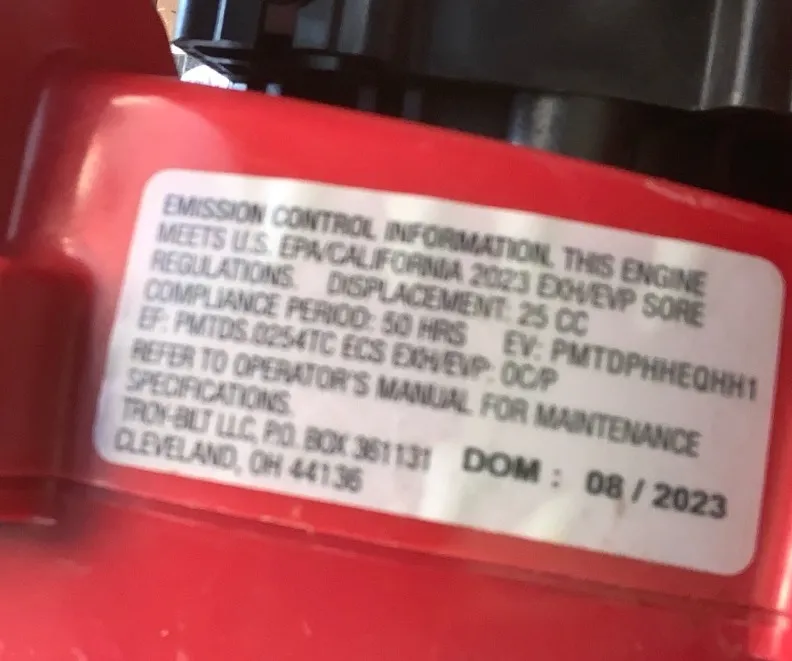 EMISSION CONTROL INFORMATION. THIS ENGINE
MEETS U.S. EPA/CALIFORNIA 2023 EXH/EVP SORE
REGULATIONS. DISPLACEMENT: 25 CC
COMPLIANCE PERIOD: 50 HRS EV: PMTDPHHEQHH1
EF: PMTDS.0254TC ECS EXH/EVP: OC/P
REFER TO OPERATOR'S MANUAL FOR MAINTENANCE
SPECIFICATIONS.
TROY-BILT LLC, P.O. BOX 361131
CLEVELAND, OH 44136 DOM : 08 / 2023